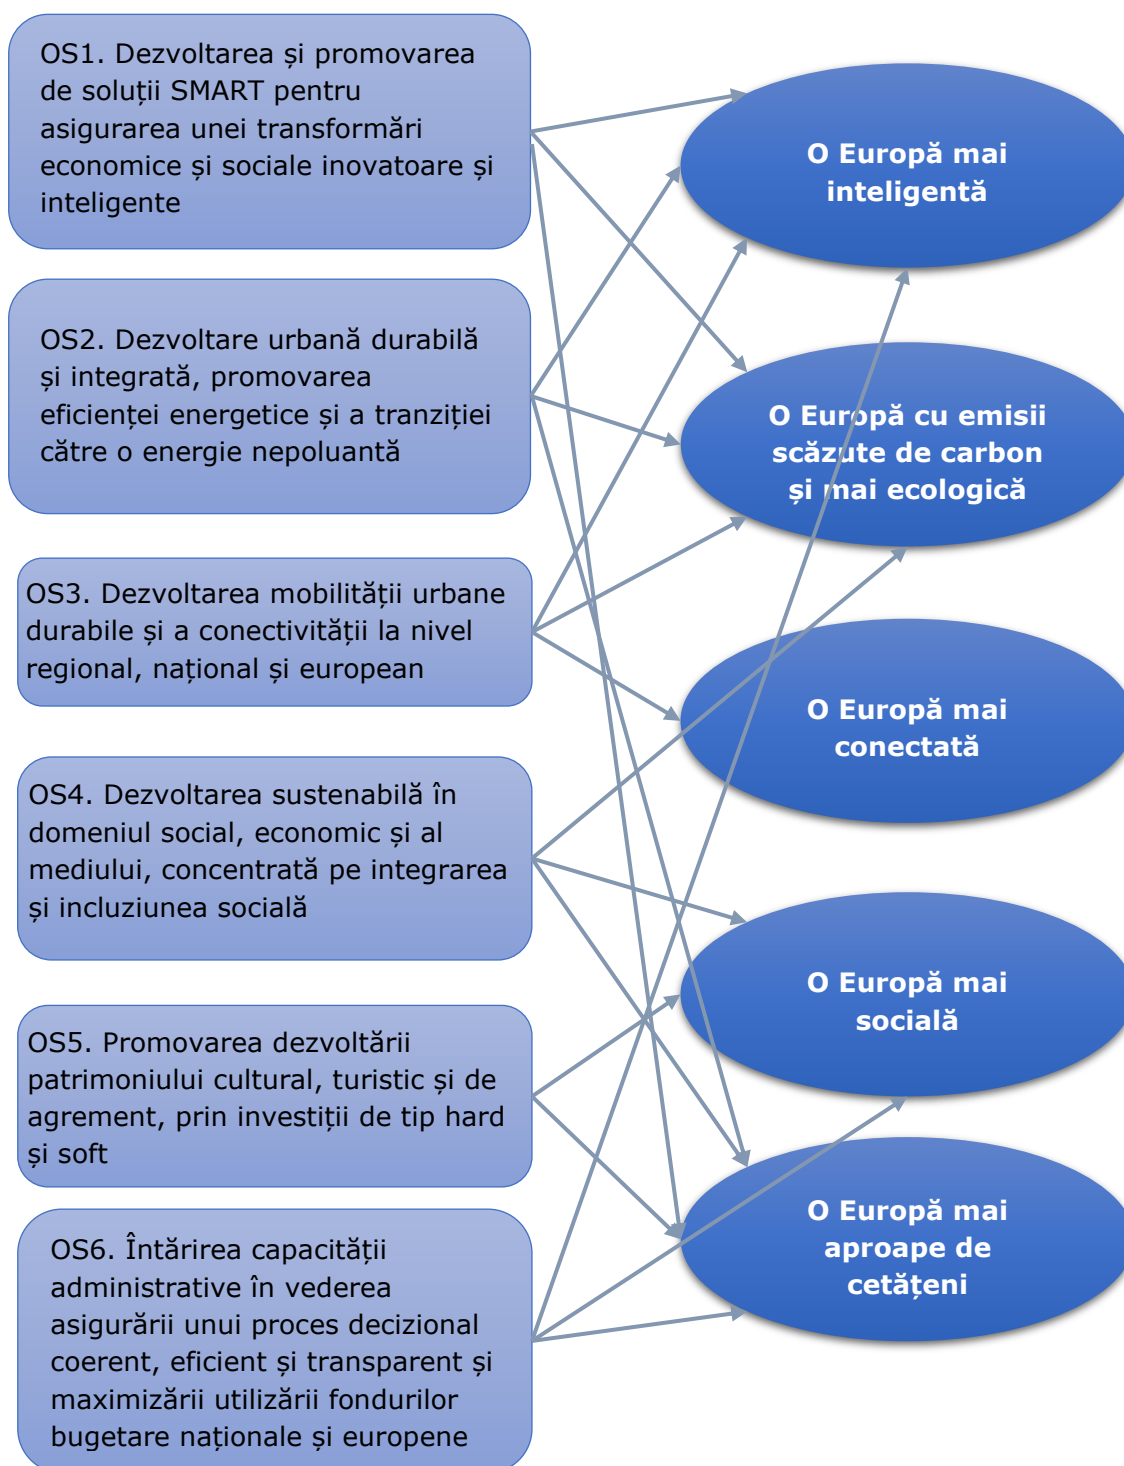 OS1. Dezvoltarea și promovarea
de soluții SMART pentru
asigurarea unei transformări
economice și sociale inovatoare și
inteligente
OS2. Dezvoltare urbană durabilă
și integrată, promovarea
eficienței energetice și a tranziției
către o energie nepoluantă
OS3. Dezvoltarea mobilității urbane
durabile și a conectivității la nivel
regional, național și european
OS4. Dezvoltarea sustenabilă în
domeniul social, economic și al
mediului, concentrată pe integrarea
și incluziunea socială
OS5. Promovarea dezvoltării
patrimoniului cultural, turistic și de
agrement, prin investiții de tip hard
și soft
OS6. Întărirea capacității
administrative în vederea
asigurării unui proces decizional
coerent, eficient și transparent și
maximizării utilizării fondurilor
bugetare naționale și europene
O Europă mai
inteligentă
O Europă cu emisii
scăzute de carbon
și mai ecologică
O Europă mai
conectată
O Europă mai
socială
O Europă mai
aproape de
cetățeni